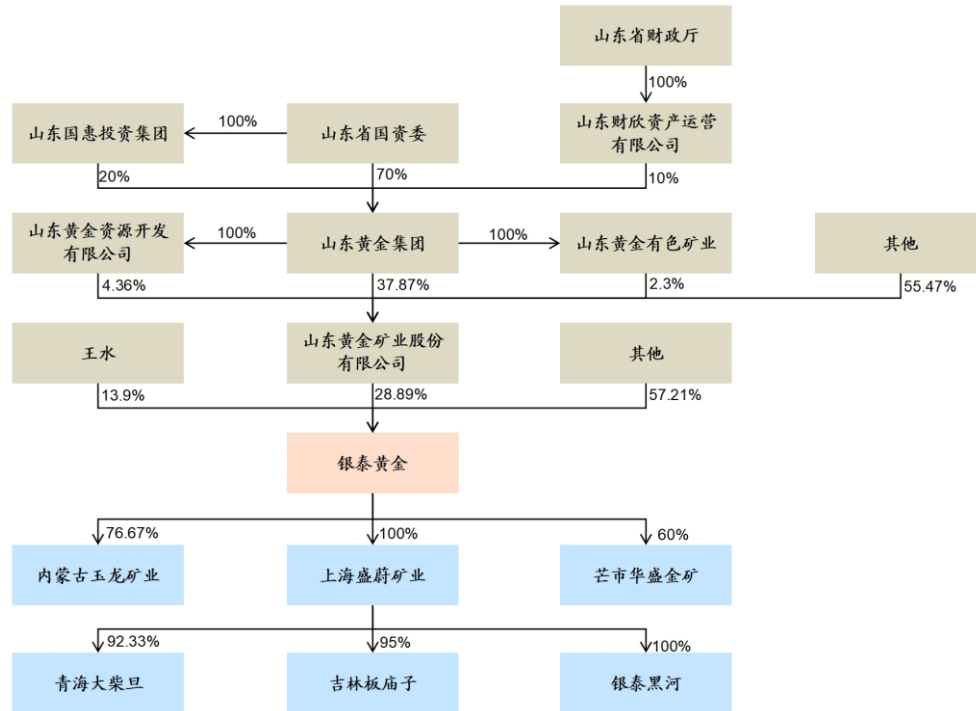 山东省财政厅
100%
山东国惠投资集团
100%
山东省国资委
山东财欣资产运营
有限公司
20%
70%
10%
山东黄金资源开发
有限公司
100%
山东黄金集团
100%
山东黄金有色矿业
其他
4.36%
37.87%
2.3%
55.47%
王水
山东黄金矿业股份
有限公司
其他
13.9%
28.89%
57.21%
银泰黄金
76.67%
100%
60%
内蒙古玉龙矿业
上海盛蔚矿业
芒市华盛金矿
92.33%
95%
100%
青海大柴旦
吉林板庙子
银泰黑河